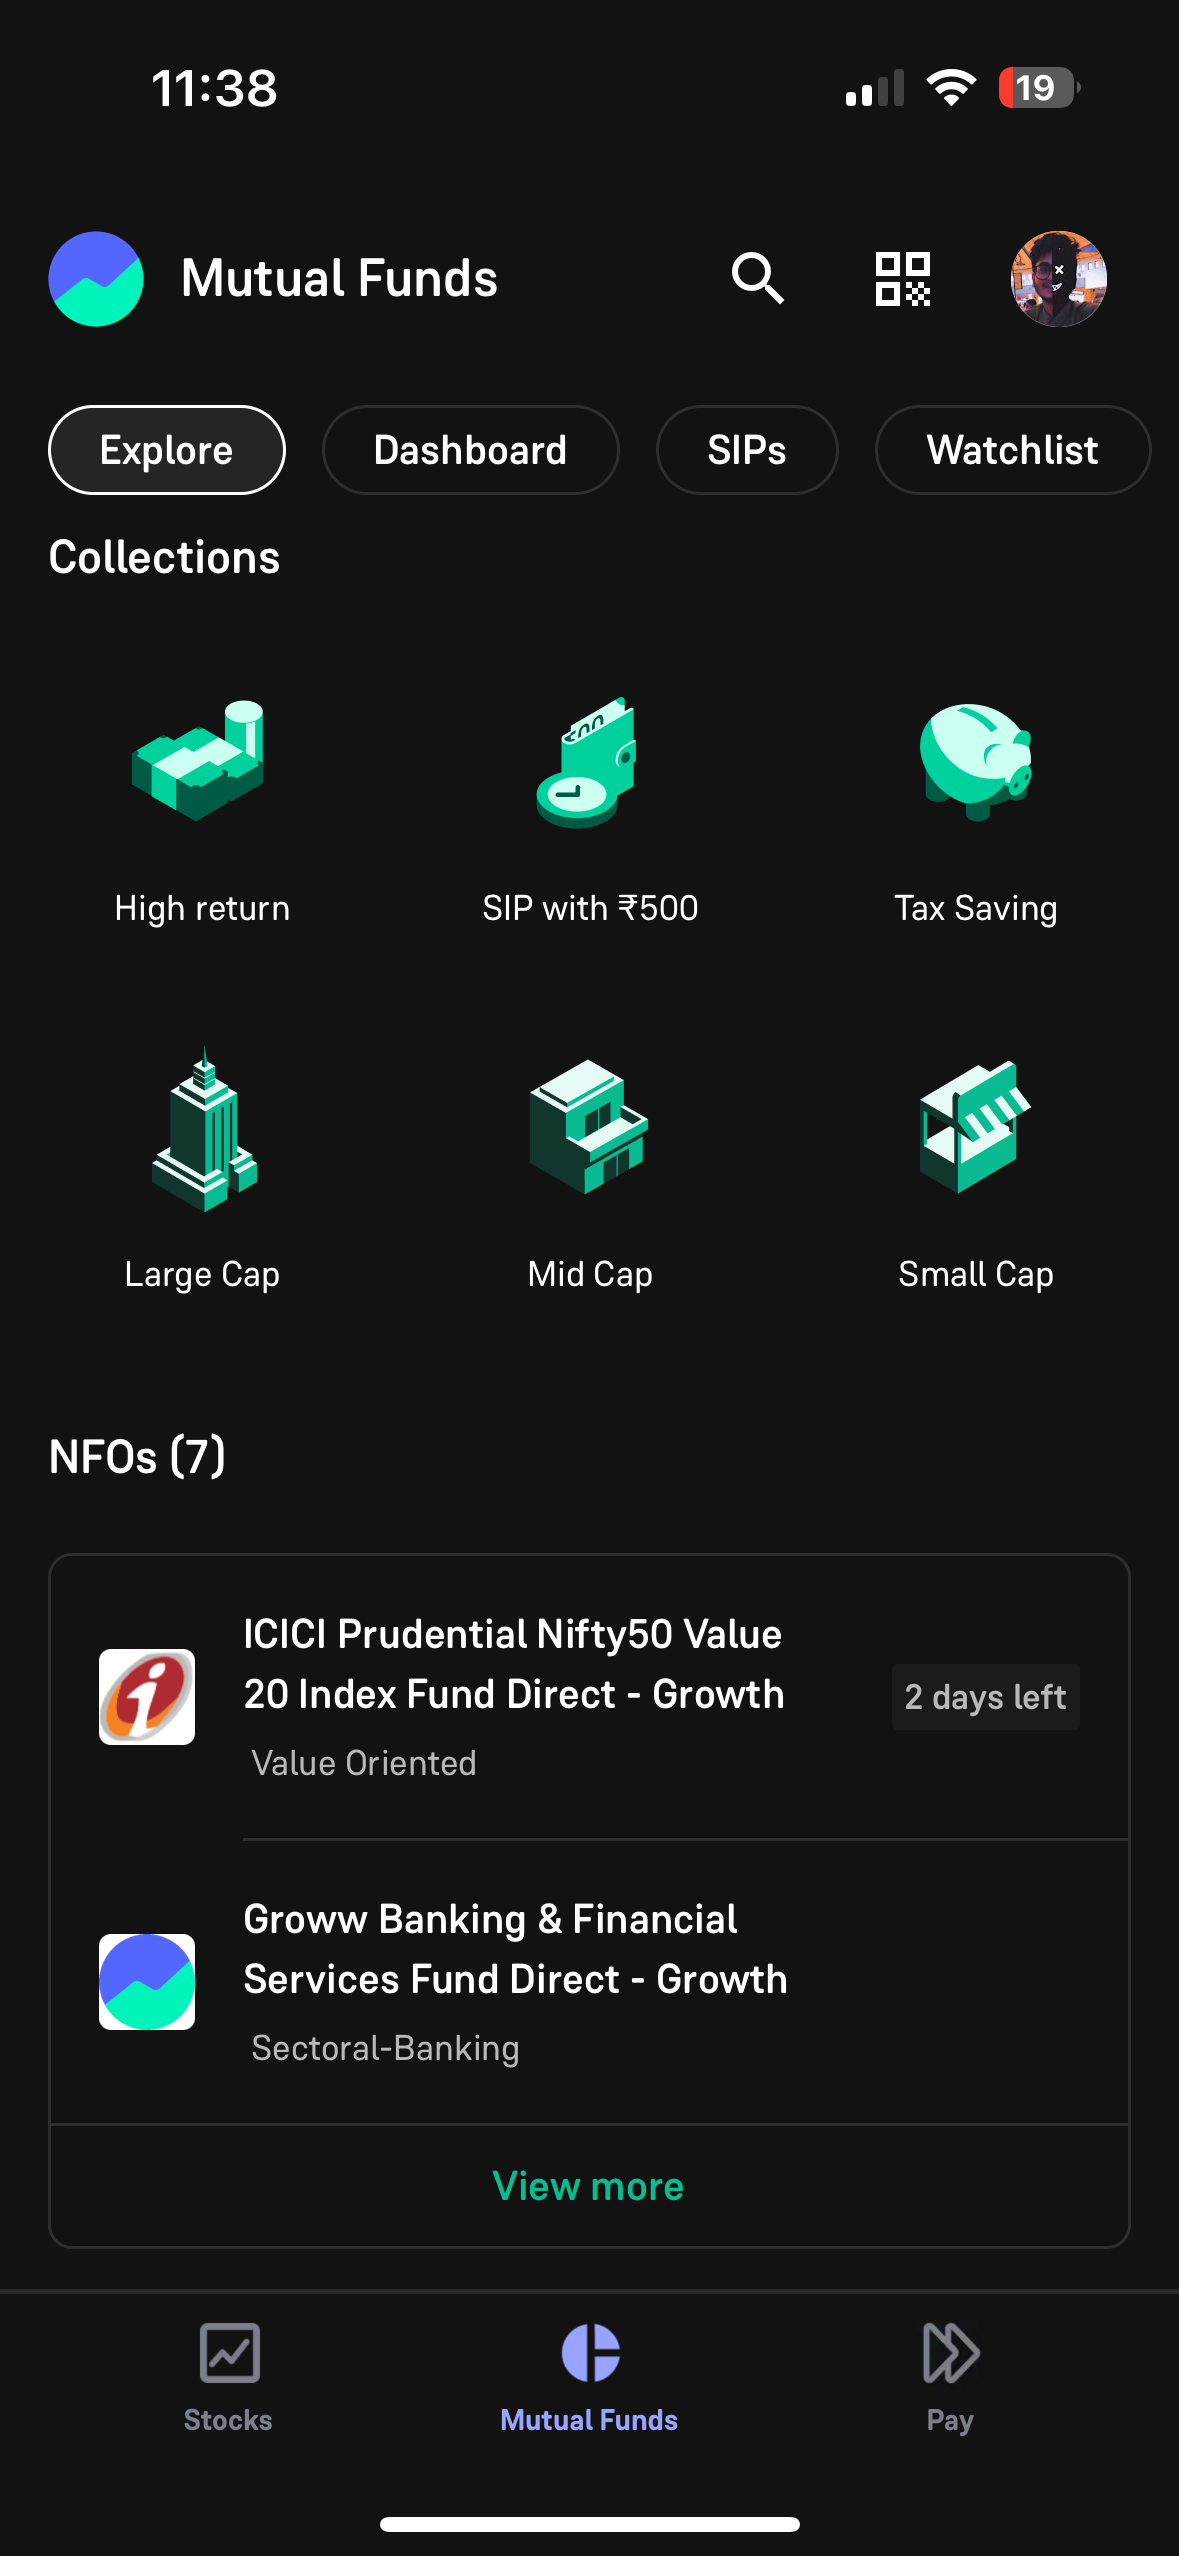 11:38
19
Mutual Funds
Explore
Dashboard
SIPs
Watchlist
Collections
500
High return
SIP with ₹500
Tax Saving
Large Cap
Mid Cap
Small Cap
NFOs (7)
ICICI Prudential Nifty50 Value
20 Index Fund Direct - Growth
2 days left
Value Oriented
Groww Banking & Financial
Services Fund Direct - Growth
Sectoral-Banking
View more
Stocks
Mutual Funds
Pay